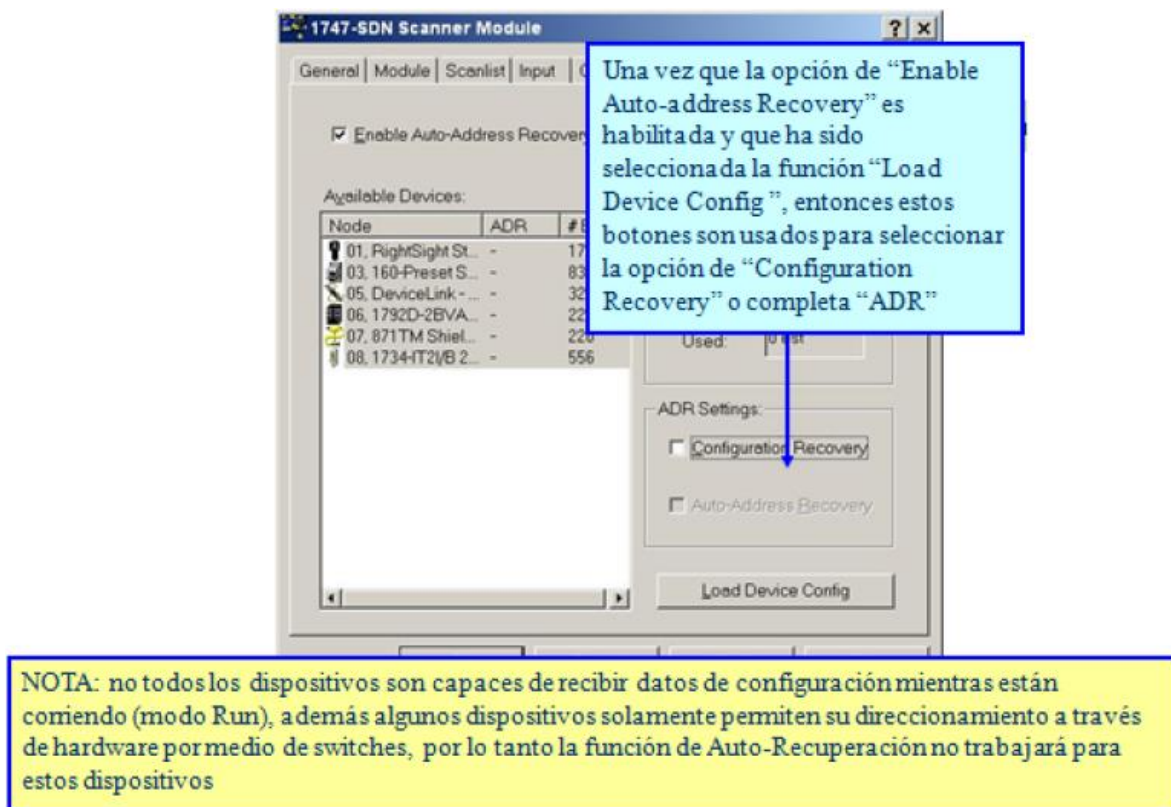 1747-SDN Scanner Module
General Module Scanlist Input
Enable Auto-Address Recovery
Available Devices:
Node ADR
01, RightSight St... -
03, 160-Preset S... -
05, DeviceLink - ... -
06, 1792D-2BVA... -
07, 871TM Shiel... - 220
08, 1734-IT2I/B 2... - 556
Una vez que la opción de “Enable
Auto-address Recovery” es
habilitada y que ha sido
seleccionada la función “Load
Device Config ”, entonces estos
botones son usados para seleccionar
la opción de “Configuration
Recovery” o completa “ADR”
Used:
ADR Settings:
Configuration Recovery
Auto-Address Recovery
Load Device Config
NOTA: no todos los dispositivos son capaces de recibir datos de configuración mientras están
corriendo (modo Run), además algunos dispositivos solamente permiten su direccionamiento a través
de hardware por medio de switches, por lo tanto la función de Auto-Recuperación no trabajará para
estos dispositivos